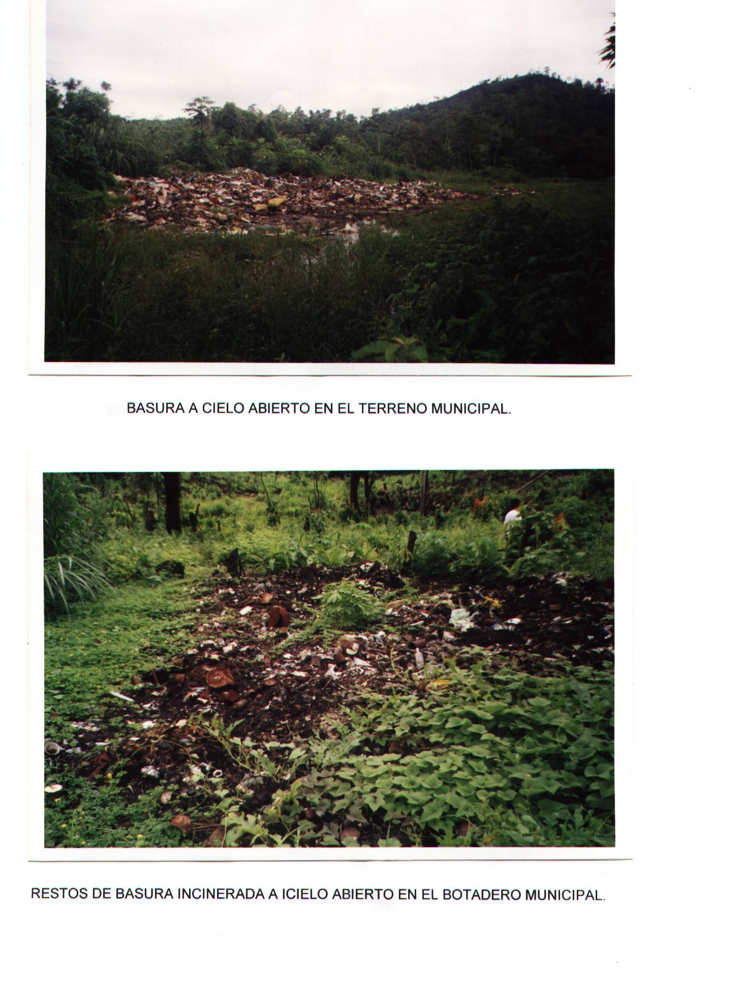 BASURA A CIELO ABIERTO EN EL TERRENO MUNICIPAL.
RESTOS DE BASURA INCINERADA A ICIELO ABIERTO EN EL BOTADERO MUNICIPAL.